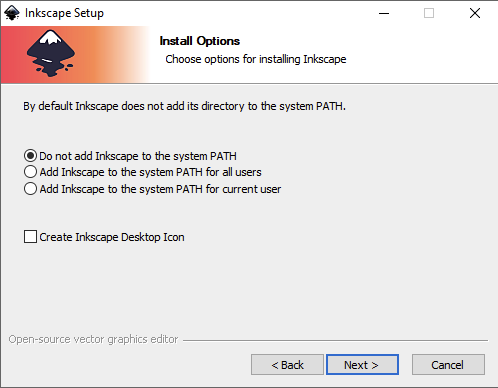 Inkscape Setup
Install Options
Choose options for installing Inkscape
By default Inkscape does not add its directory to the system PATH.
Do not add Inkscape to the system PATH
Add Inkscape to the system PATH for all users
Add Inkscape to the system PATH for current user
Create Inkscape Desktop Icon
Open-source vector graphics editor
< Back Next > Cancel